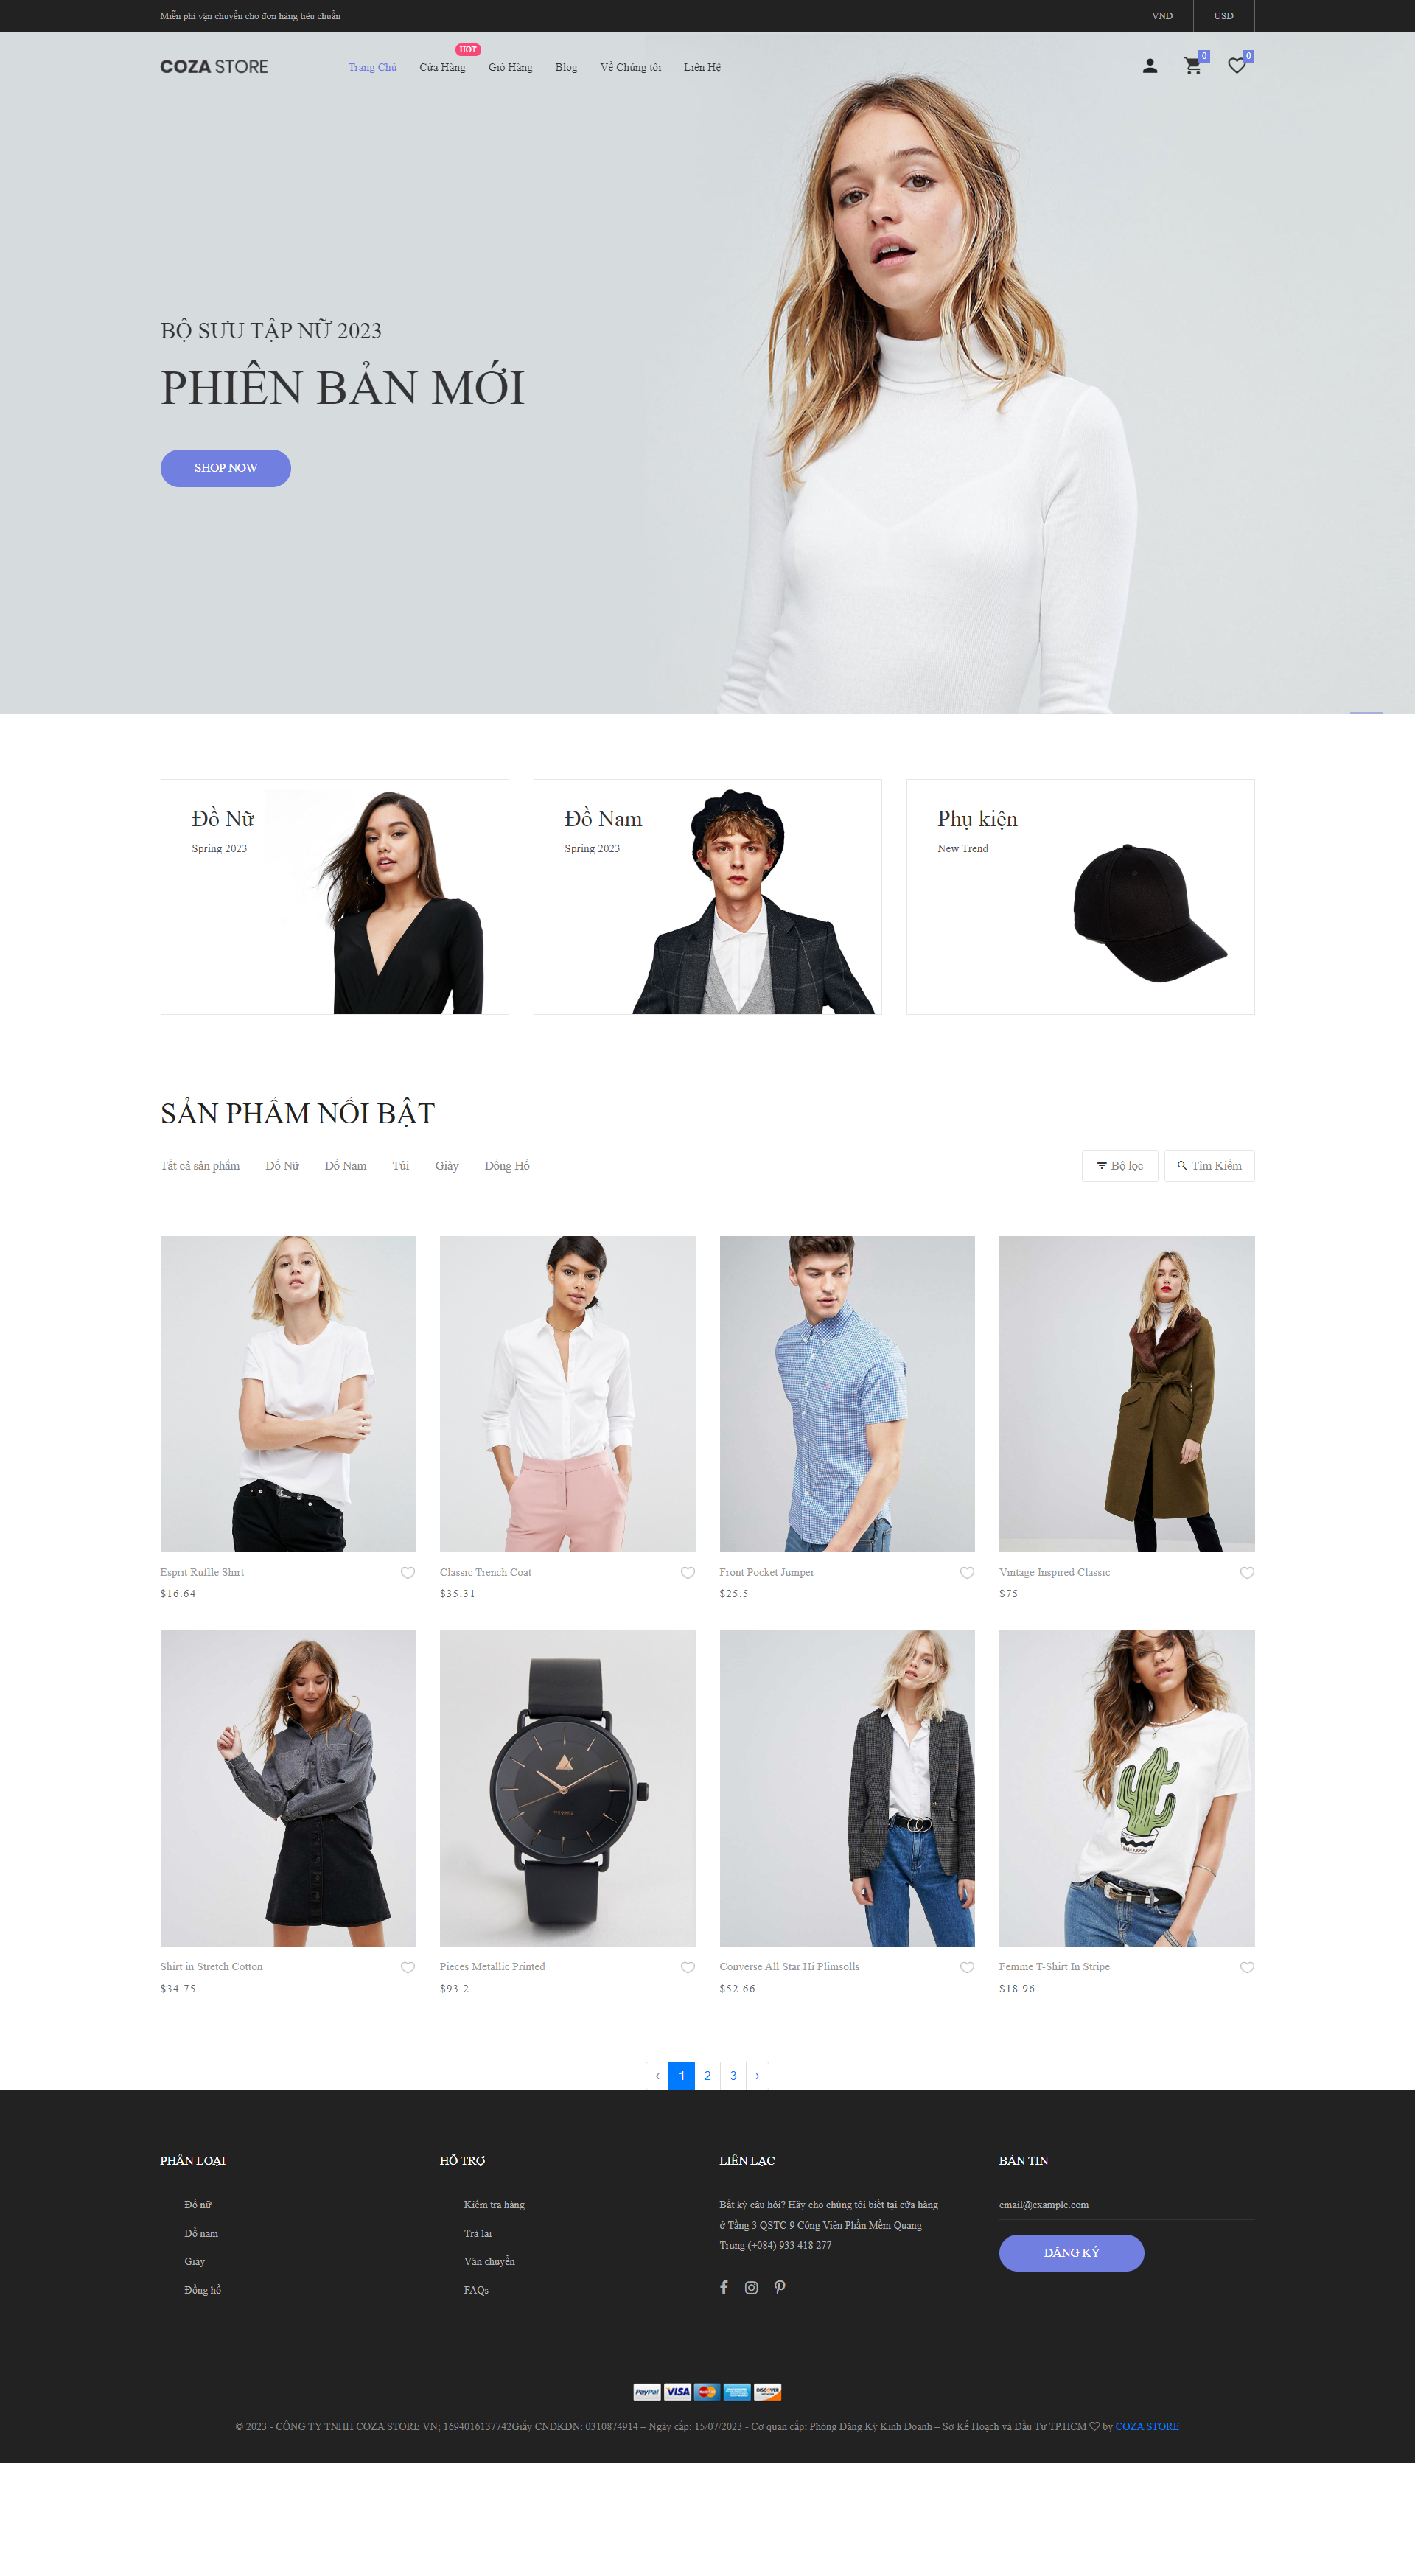 Miễn phí vận chuyển cho đơn hàng tiêu chuẩn
VND
USD
COZA STORE
Trang Chủ
Cửa Hàng
HOT
Giỏ Hàng
Blog
Về Chúng tôi
Liên Hệ
0
0
BỘ SƯU TẬP NỮ 2023
PHIÊN BẢN MỚI
SHOP NOW
Đồ Nữ
Spring 2023
Đồ Nam
Spring 2023
Phụ kiện
New Trend
SẢN PHẨM NỔI BẬT
Tất cả sản phẩm
Đồ Nữ
Đồ Nam
Túi
Giày
Đồng Hồ
Bộ lọc
Tìm Kiếm
Esprit Ruffle Shirt
$16.64
Classic Trench Coat
$35.31
Front Pocket Jumper
$25.5
Vintage Inspired Classic
$75
Shirt in Stretch Cotton
$34.75
Pieces Metallic Printed
$93.2
Converse All Star Hi Plimsolls
$52.66
Femme T-Shirt In Stripe
$18.96
‹ 1 2 3 ›
PHÂN LOẠI
Đồ nữ
Đồ nam
Giày
Đồng hồ
HỖ TRỢ
Kiểm tra hàng
Trả lại
Vận chuyển
FAQs
LIÊN LẠC
Bất kỳ câu hỏi? Hãy cho chúng tôi biết tại cửa hàng
ở Tầng 3 QSTC 9 Công Viên Phần Mềm Quang
Trung (+084) 933 418 277
BẢN TIN
email@example.com
ĐĂNG KÝ
PayPal VISA MasterCard DISCOVER
© 2023 - CÔNG TY TNHH COZA STORE VN; 1694016137742Giấy CNĐKDN: 0310874914 – Ngày cấp: 15/07/2023 - Cơ quan cấp: Phòng Đăng Ký Kinh Doanh – Sở Kế Hoạch và Đầu Tư TP.HCM ♡ by COZA STORE